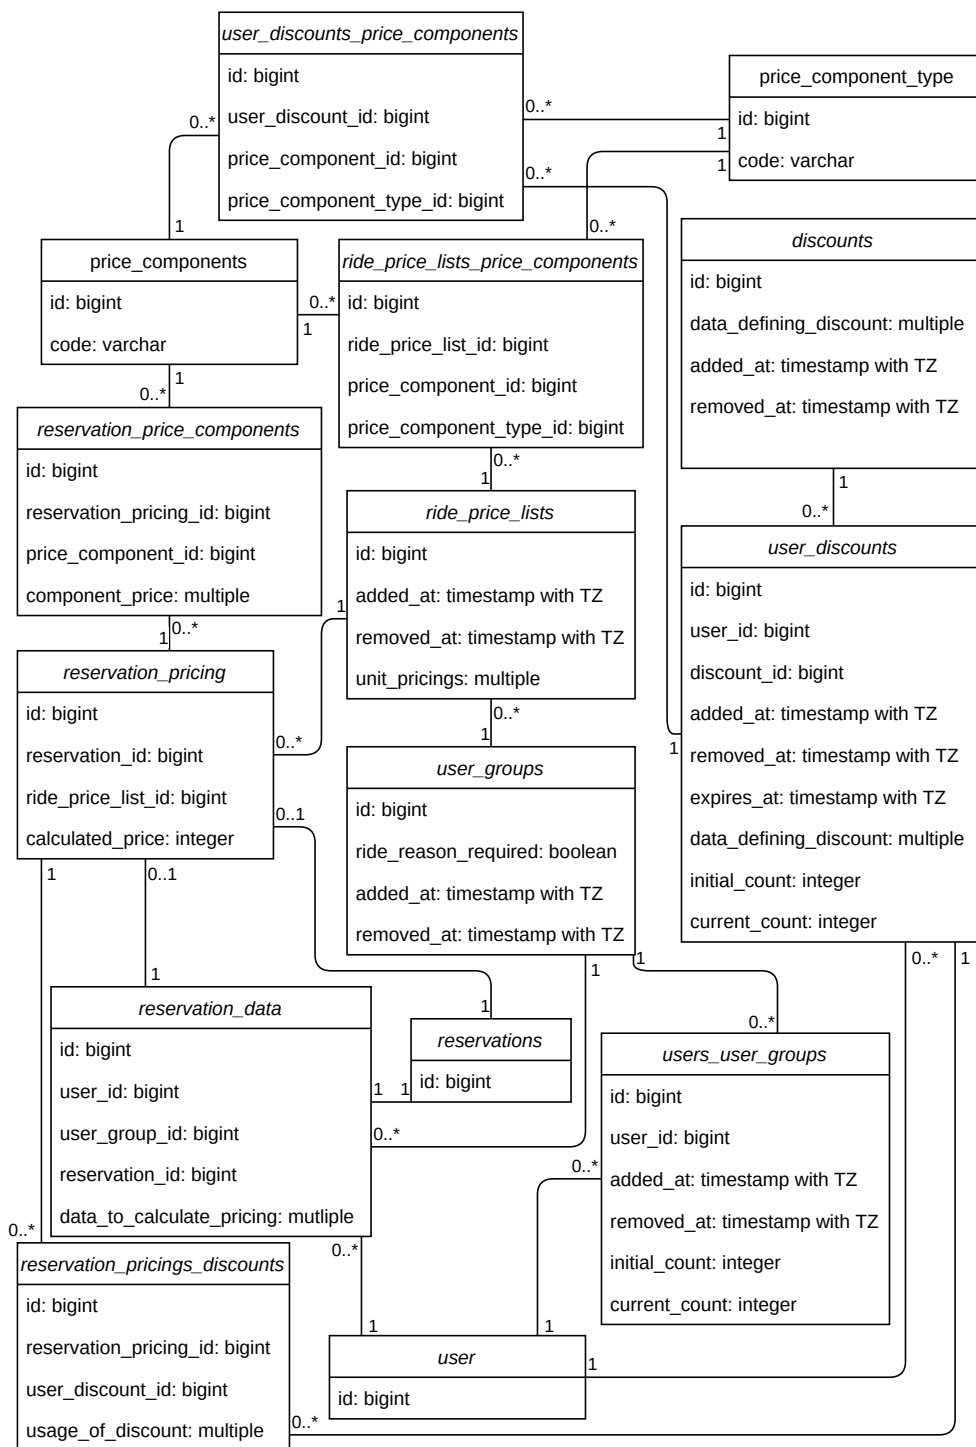 user_discounts_price_components
id: bigint
user_discount_id: bigint
price_component_id: bigint
price_component_type_id: bigint
price_component_type
id: bigint
code: varchar
0..*
1
0..*
1
0..*
1
0..*
1
price_components
id: bigint
code: varchar
0..*
1
ride_price_lists_price_components
id: bigint
ride_price_list_id: bigint
price_component_id: bigint
price_component_type_id: bigint
discounts
id: bigint
data_defining_discount: multiple
added_at: timestamp with TZ
removed_at: timestamp with TZ
1
0..*
reservation_price_components
id: bigint
reservation_pricing_id: bigint
price_component_id: bigint
component_price: multiple
0..*
1
ride_price_lists
id: bigint
added_at: timestamp with TZ
removed_at: timestamp with TZ
unit_pricings: multiple
1
0..*
user_discounts
id: bigint
user_id: bigint
discount_id: bigint
added_at: timestamp with TZ
removed_at: timestamp with TZ
expires_at: timestamp with TZ
data_defining_discount: multiple
initial_count: integer
current_count: integer
1
0..*
1
reservation_pricing
id: bigint
reservation_id: bigint
ride_price_list_id: bigint
calculated_price: integer
1
0..*
0..*
1
user_groups
id: bigint
ride_reason_required: boolean
added_at: timestamp with TZ
removed_at: timestamp with TZ
0..1
1
0..1
1
1
1
0..*
1
0..*
1
reservation_data
id: bigint
user_id: bigint
user_group_id: bigint
reservation_id: bigint
data_to_calculate_pricing: mutliple
reservations
id: bigint
1
1
0..*
users_user_groups
id: bigint
user_id: bigint
added_at: timestamp with TZ
removed_at: timestamp with TZ
initial_count: integer
current_count: integer
0..*
0..*
0..*
reservation_pricings_discounts
id: bigint
reservation_pricing_id: bigint
user_discount_id: bigint
usage_of_discount: multiple
1
1
user
id: bigint
1
0..*